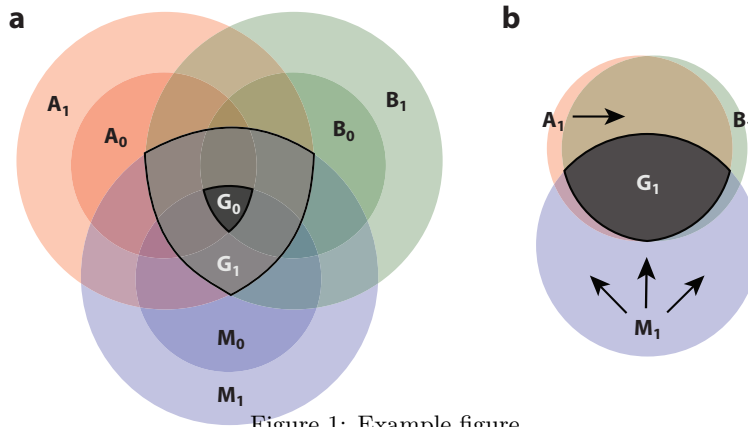 a
A₁
A₀
B₀
B₁
G₀
G₁
M₀
M₁
b
A₁
B
G₁
M₁
Figure 1: Example figure